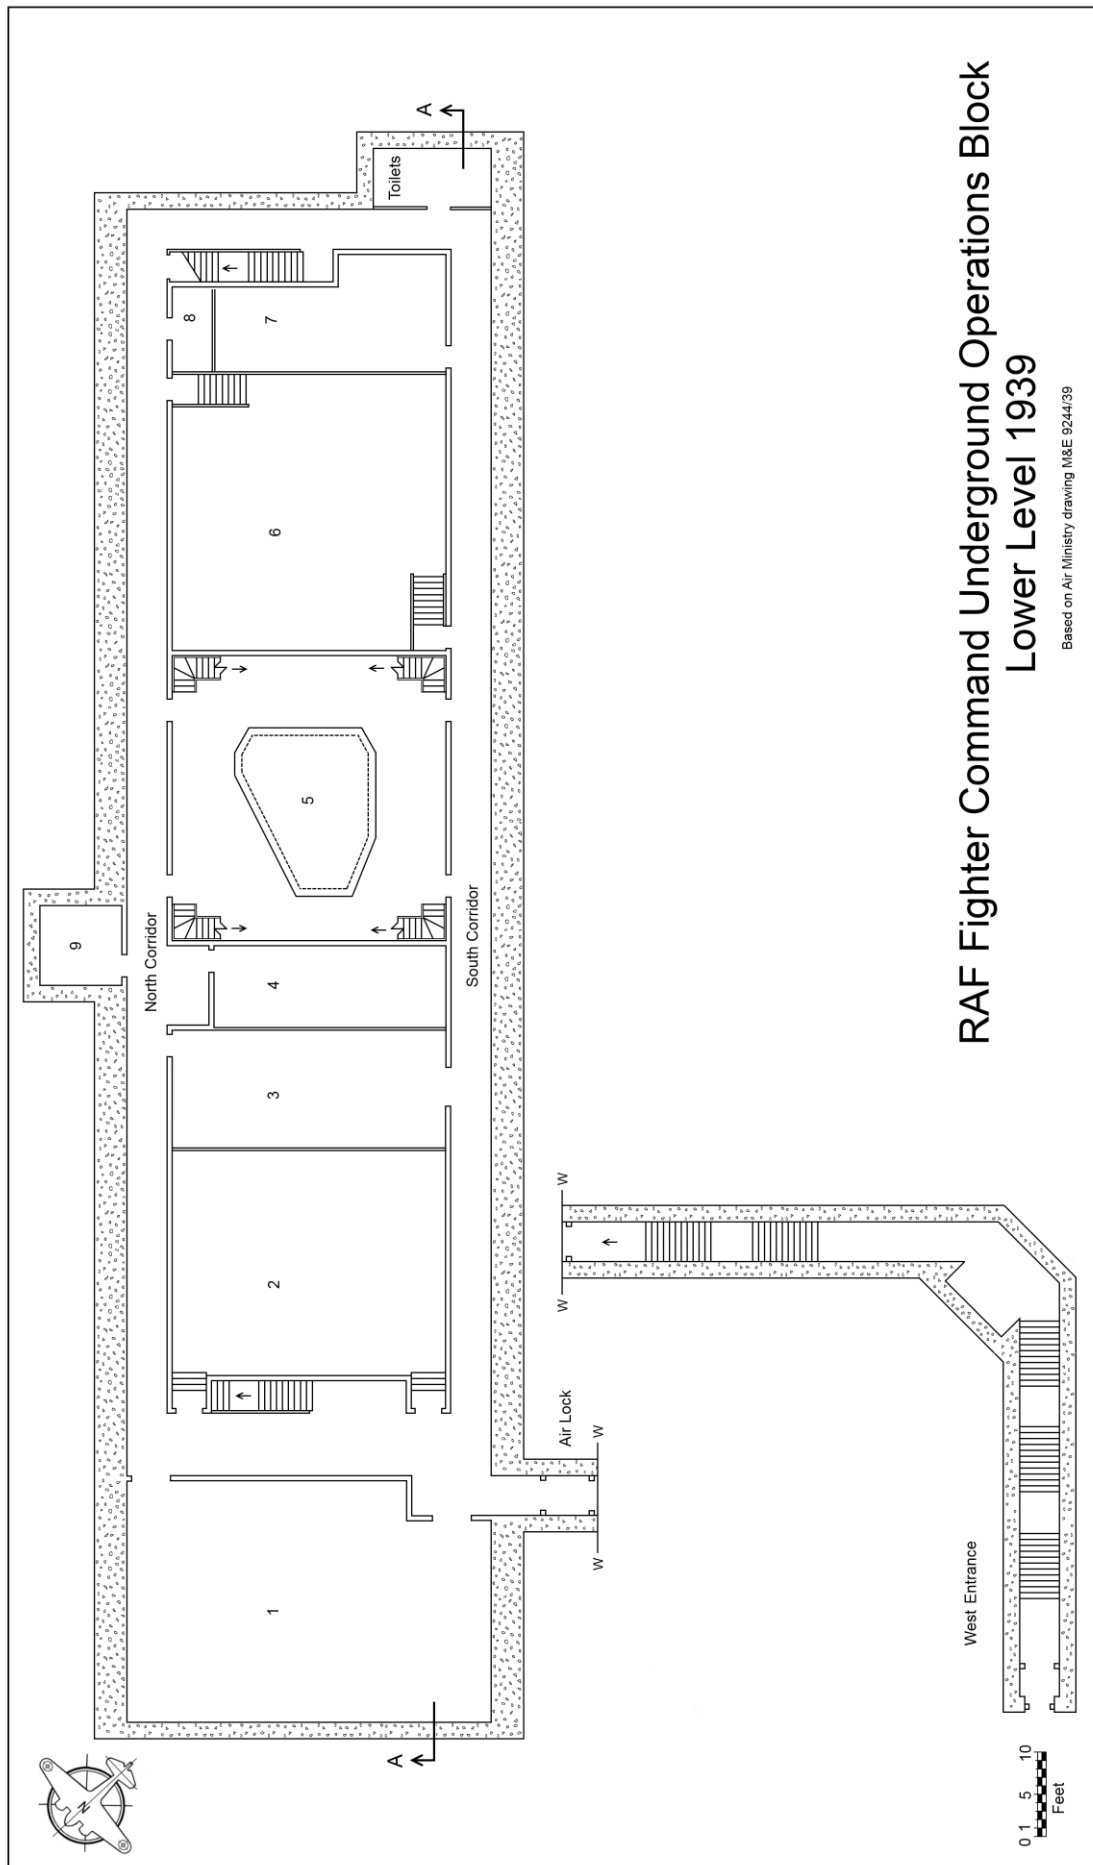 RAF Fighter Command Underground Operations Block
Lower Level 1939
Based on Air Ministry drawing M&E 9244/39
N
A
A
Toilets
North Corridor
South Corridor
1
2
3
4
5
6
7
8
9
Air Lock
W
W
W
W
West Entrance
0 1 5 10
Feet